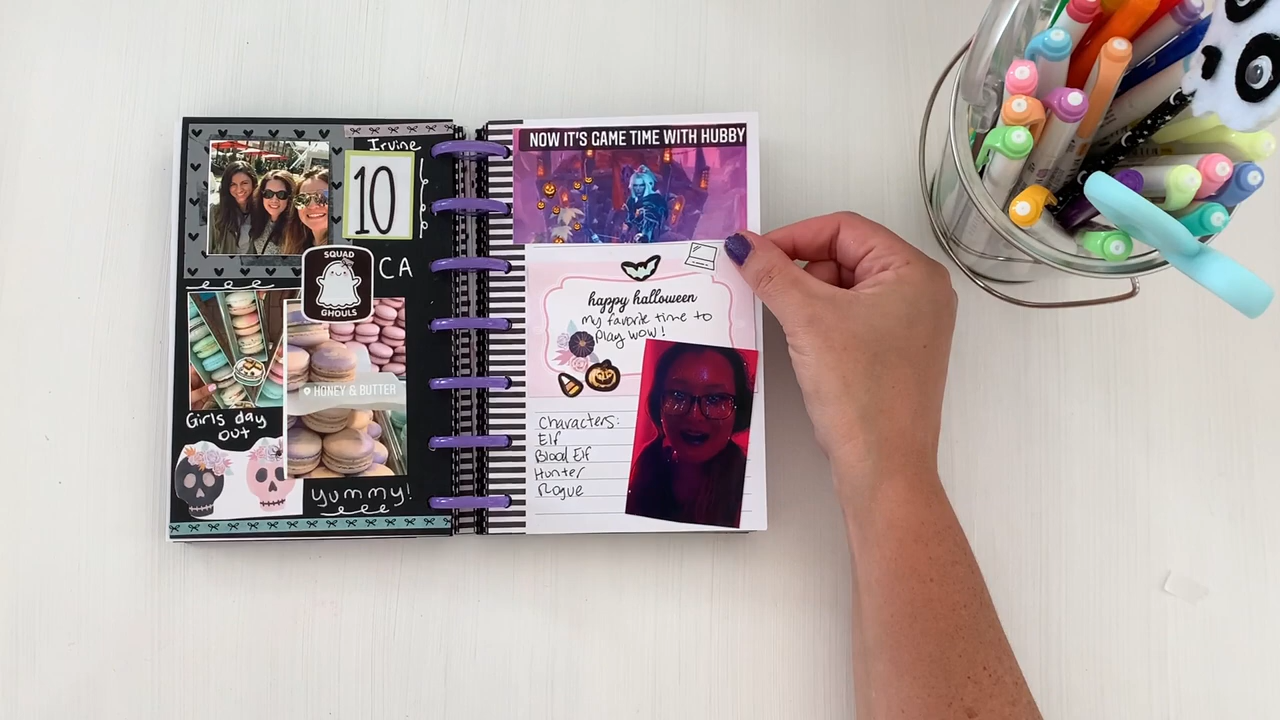 Irvine
10
CA
SQUAD
GHOULS
HONEY & BUTTER
Girls day
out
yummy!
NOW IT'S GAME TIME WITH HUBBY
happy halloween
my favorite time to
play wow!
Characters:
Elf
Blood Elf
Hunter
Rogue